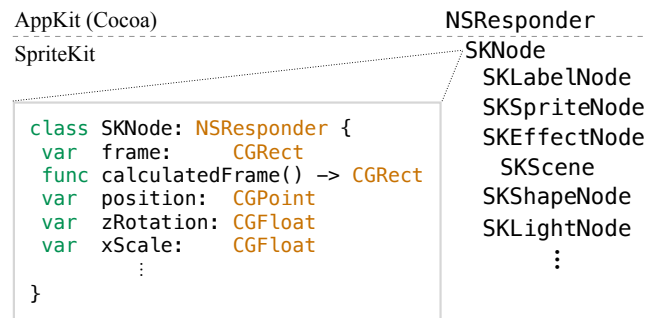 AppKit (Cocoa) NSResponder
SpriteKit SKNode
SKLabelNode
SKSpriteNode
SKEffectNode
SKScene
SKShapeNode
SKLightNode
⋮
class SKNode: NSResponder {
var frame: CGRect
func calculatedFrame() –> CGRect
var position: CGPoint
var zRotation: CGFloat
var xScale: CGFloat
⋮
}